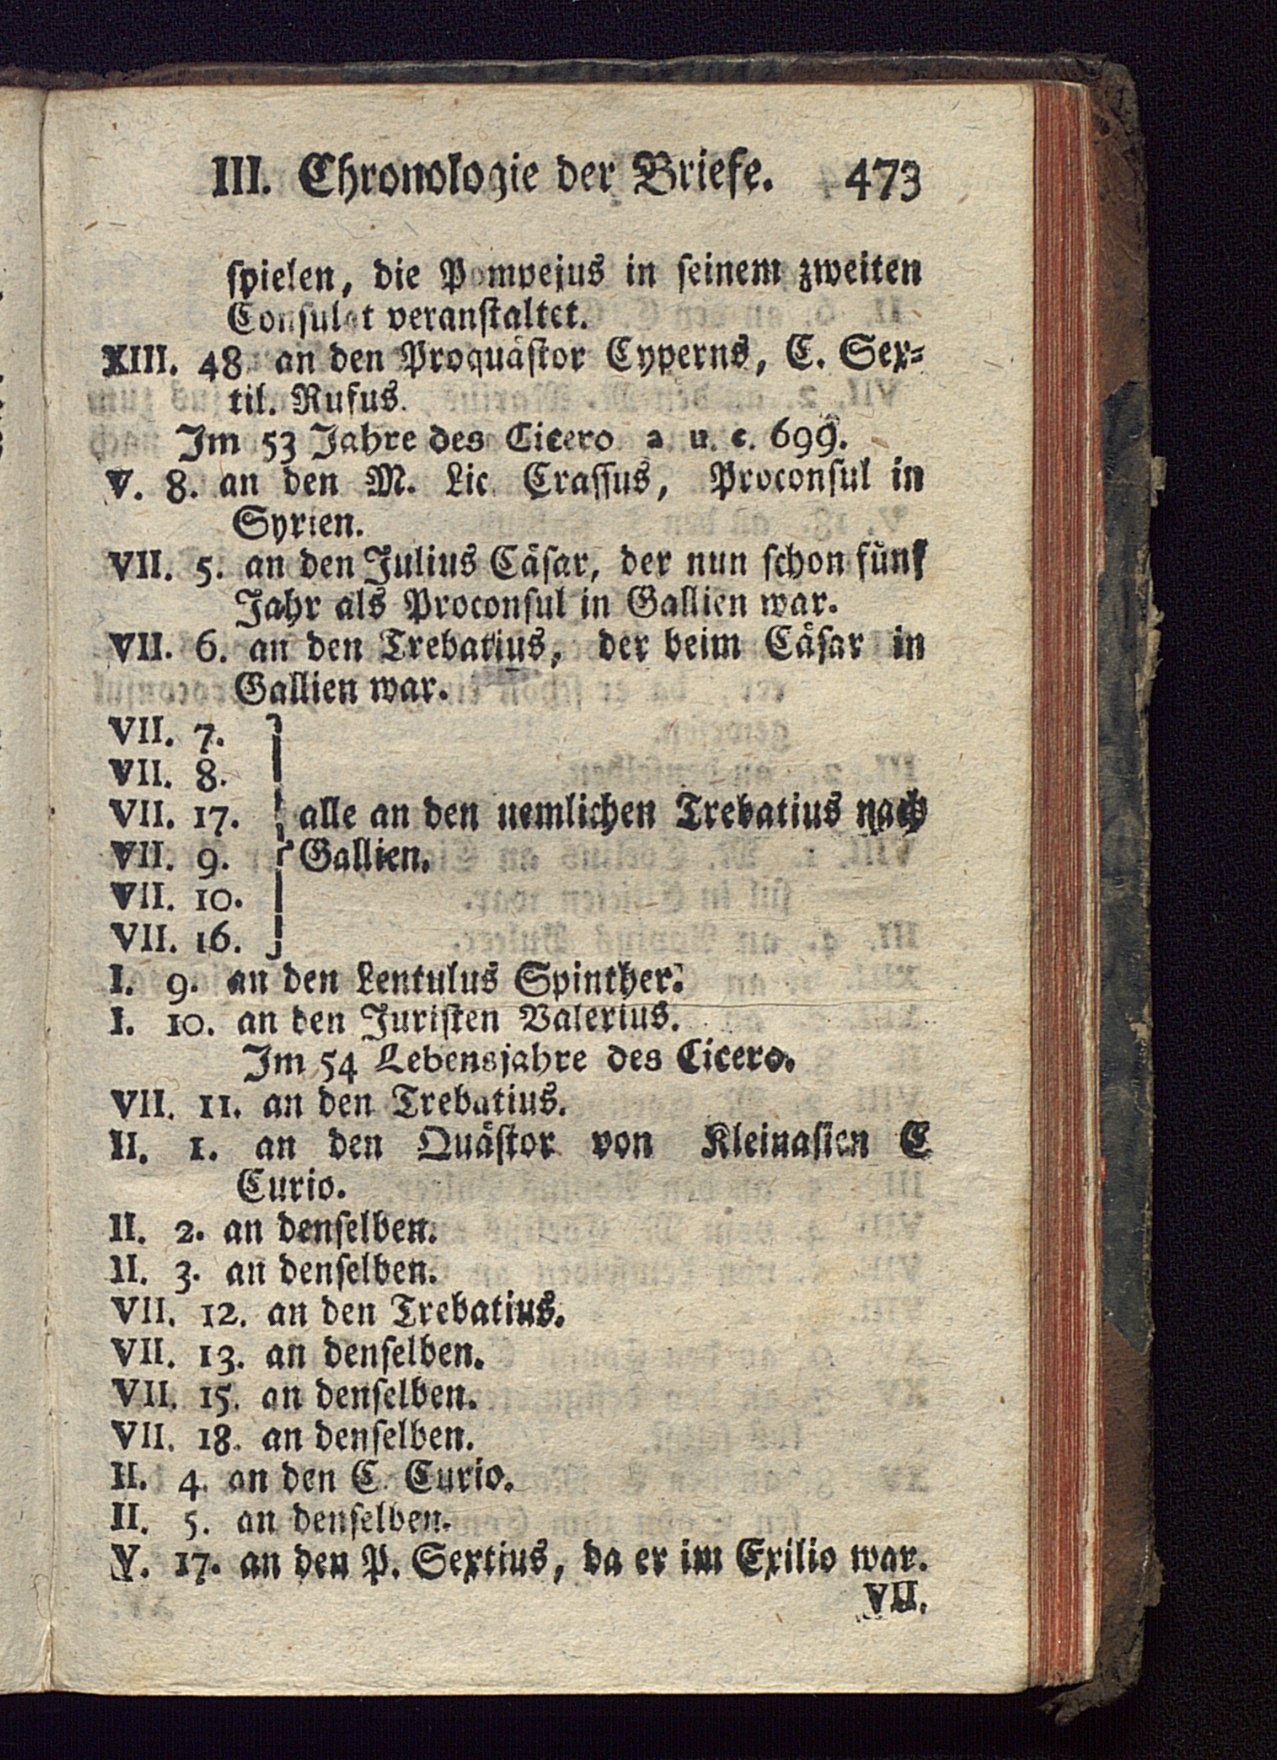 III. Chronologie der Briefe. 473
spielen, die Pompejus in seinem zweiten
Consulat veranstaltet.
XIII. 48. an den Proquästor Cyperns, C. Sex-
til. Rufus.
Im 53 Jahre des Cicero a. u. c. 699.
V. 8. an den M. Lic. Crassus, Proconsul in
Syrien.
VII. 5. an den Julius Cäsar, der nun schon fünf
Jahr als Proconsul in Gallien war.
VII. 6. an den Trebatius, der beim Cäsar in
Gallien war.
VII. 7.
VII. 8.
VII. 17. alle an den nemlichen Trebatius nach
VII. 9. Gallien.
VII. 10.
VII. 16.
I. 9. an den Lentulus Spinther.
I. 10. an den Juristen Valerius.
Im 54 Lebensjahre des Cicero.
VII. 11. an den Trebatius.
II. 1. an den Quästor von Kleinasien C
Curio.
II. 2. an denselben.
II. 3. an denselben.
VII. 12. an den Trebatius.
VII. 13. an denselben.
VII. 15. an denselben.
VII. 18. an denselben.
II. 4. an den C. Curio.
II. 5. an denselben.
V. 17. an den P. Sextius, da er im Exilio war.
VII.